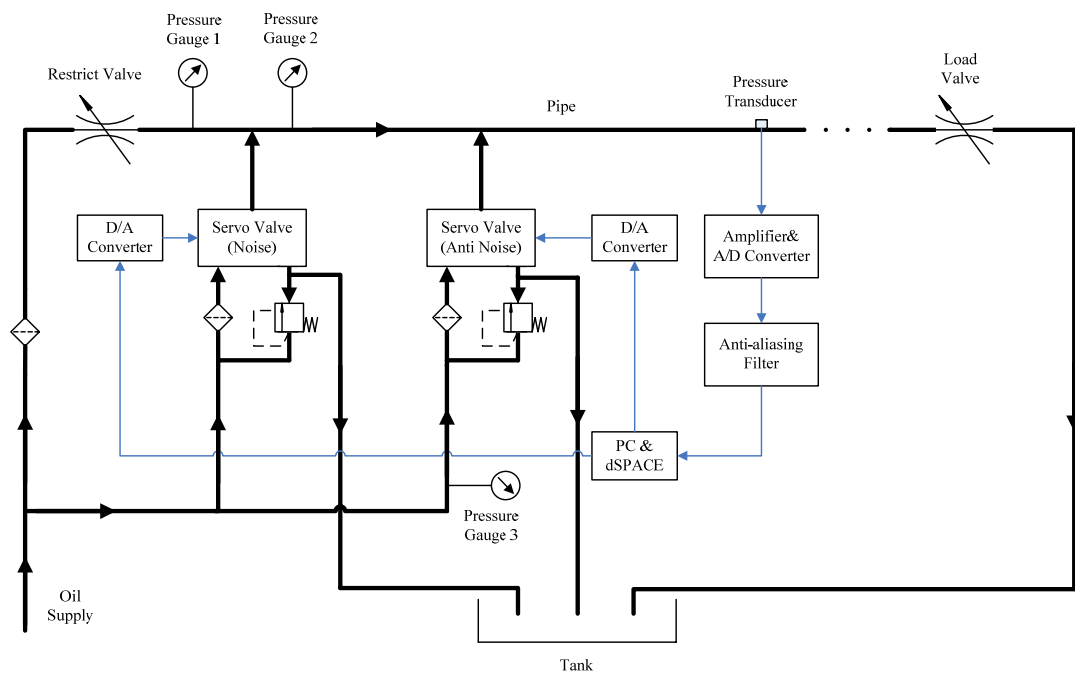 Pressure
Gauge 1
Pressure
Gauge 2
Restrict Valve
Pipe
Pressure
Transducer
Load
Valve
D/A
Converter
Servo Valve
(Noise)
Servo Valve
(Anti Noise)
D/A
Converter
Amplifier&
A/D Converter
Anti-aliasing
Filter
PC &
dSPACE
Pressure
Gauge 3
Oil
Supply
Tank